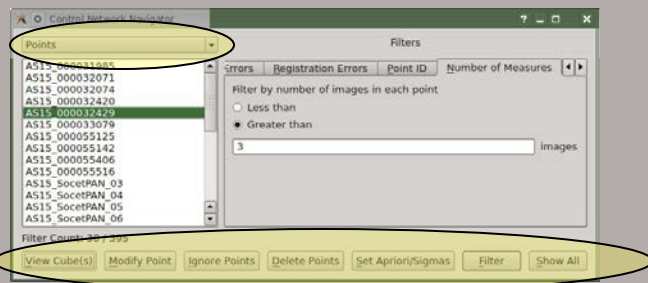 Control Network Navigator
Points
Filters
AS15_000031985
AS15_000032071
AS15_000032074
AS15_000032420
AS15_000032429
AS15_000033079
AS15_000055125
AS15_000055142
AS15_000055406
AS15_000055516
AS15_SocetPAN_03
AS15_SocetPAN_04
AS15_SocetPAN_05
AS15_SocetPAN_06
Errors Registration Errors Point ID Number of Measures
Filter by number of images in each point
Less than
Greater than
3 images
Filter Count: 39 / 595
View Cube(s) Modify Point Ignore Points Delete Points Set Apriori/Sigmas Filter Show All